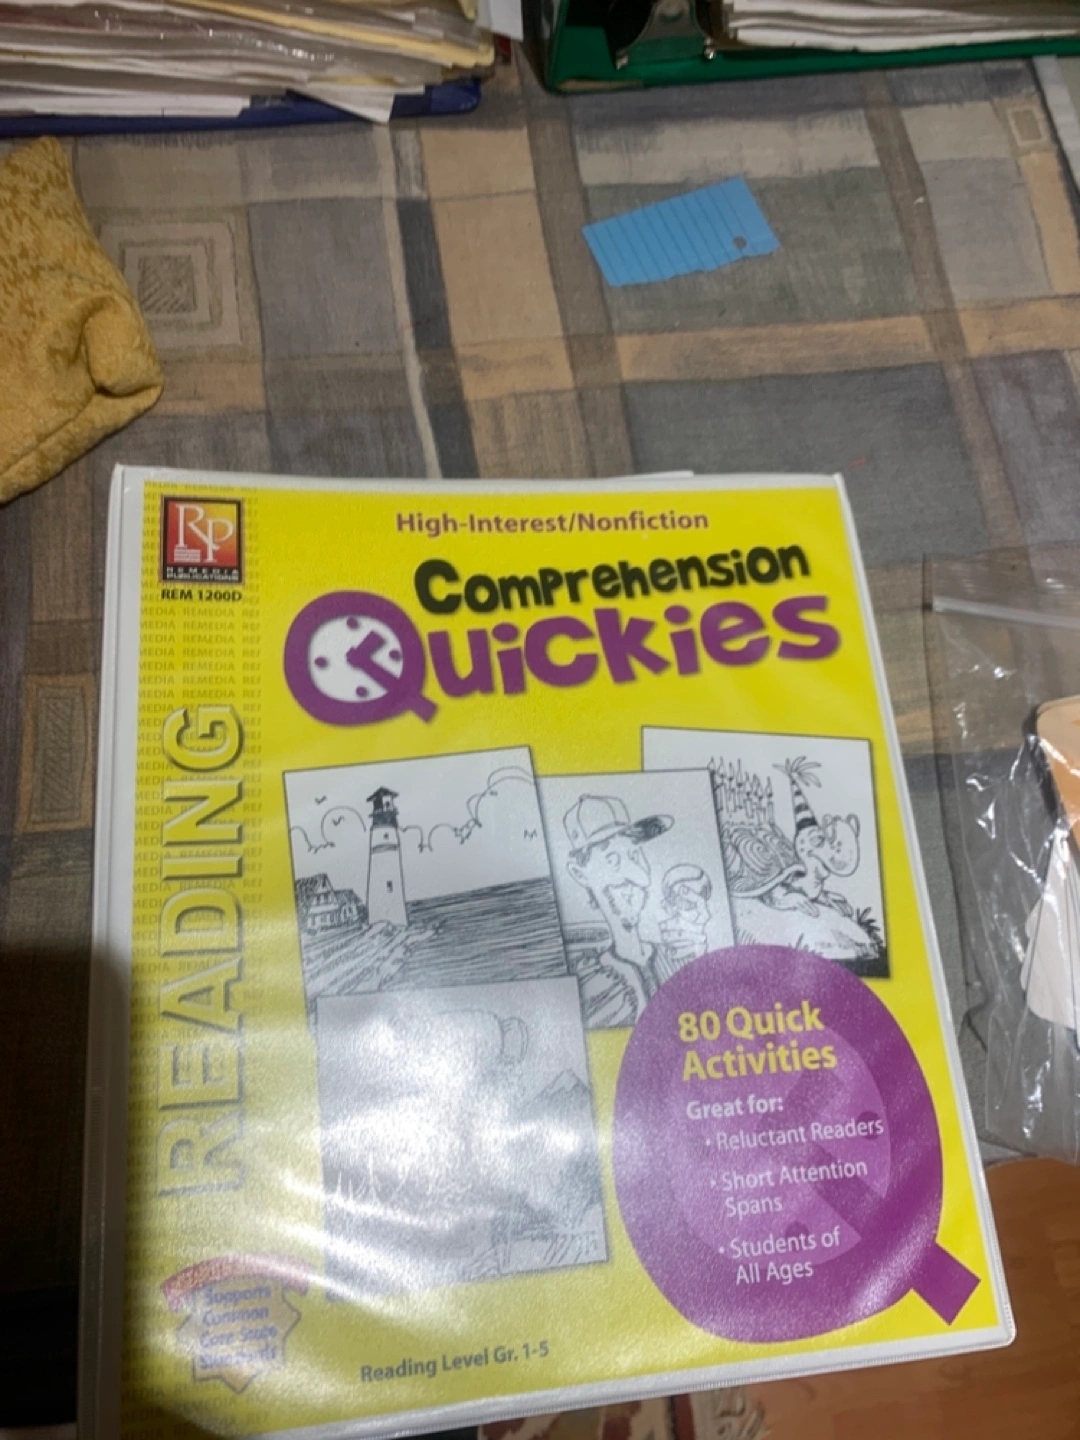 RP
REMEDIA
PUBLICATIONS
REM 1200D
High-Interest/Nonfiction
Comprehension
Quickies
READING
80 Quick
Activities
Great for:
• Reluctant Readers
• Short Attention
Spans
• Students of
All Ages
Supports
Common
Core State
Standards
Reading Level Gr. 1-5